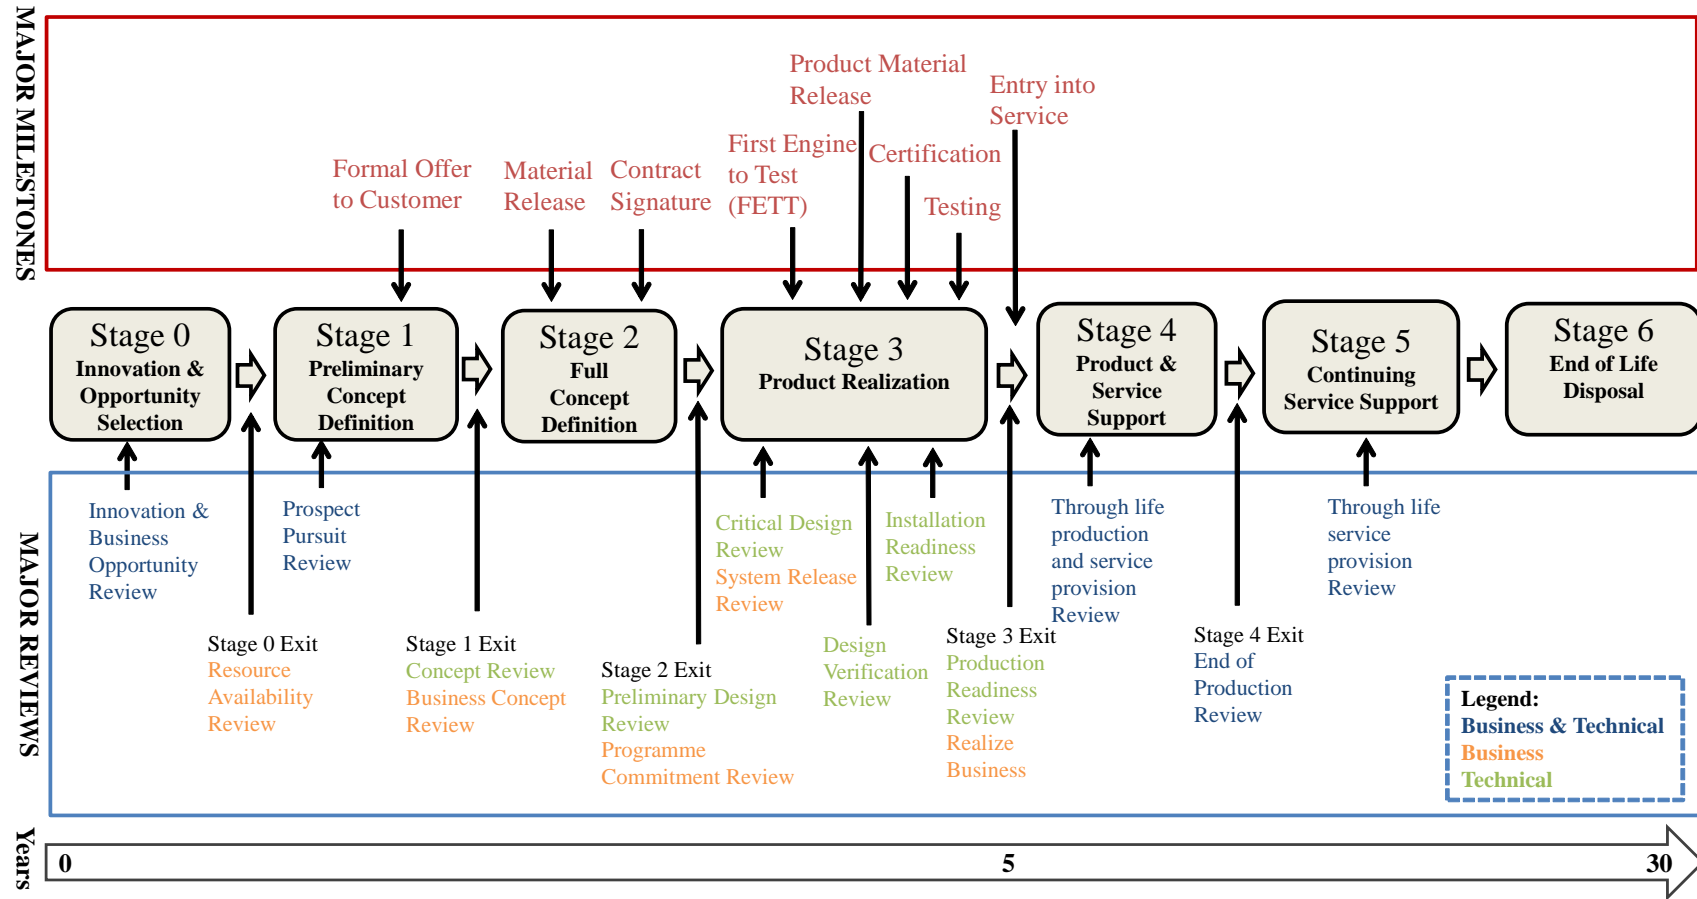 MAJOR MILESTONES
Product Material
Release
Entry into
Service
First Engine
to Test
(FETT)
Certification
Formal Offer
to Customer
Material
Release
Contract
Signature
Testing
Stage 0
Innovation &
Opportunity
Selection
Stage 1
Preliminary
Concept
Definition
Stage 2
Full
Concept
Definition
Stage 3
Product Realization
Stage 4
Product &
Service
Support
Stage 5
Continuing
Service Support
Stage 6
End of Life
Disposal
MAJOR REVIEWS
Innovation &
Business
Opportunity
Review
Prospect
Pursuit
Review
Critical Design
Review
System Release
Review
Installation
Readiness
Review
Through life
production
and service
provision
Review
Through life
service
provision
Review
Stage 0 Exit
Resource
Availability
Review
Stage 1 Exit
Concept Review
Business Concept
Review
Stage 2 Exit
Preliminary Design
Review
Programme
Commitment Review
Design
Verification
Review
Stage 3 Exit
Production
Readiness
Review
Realize
Business
Stage 4 Exit
End of
Production
Review
Legend:
Business & Technical
Business
Technical
Years
0
5
30